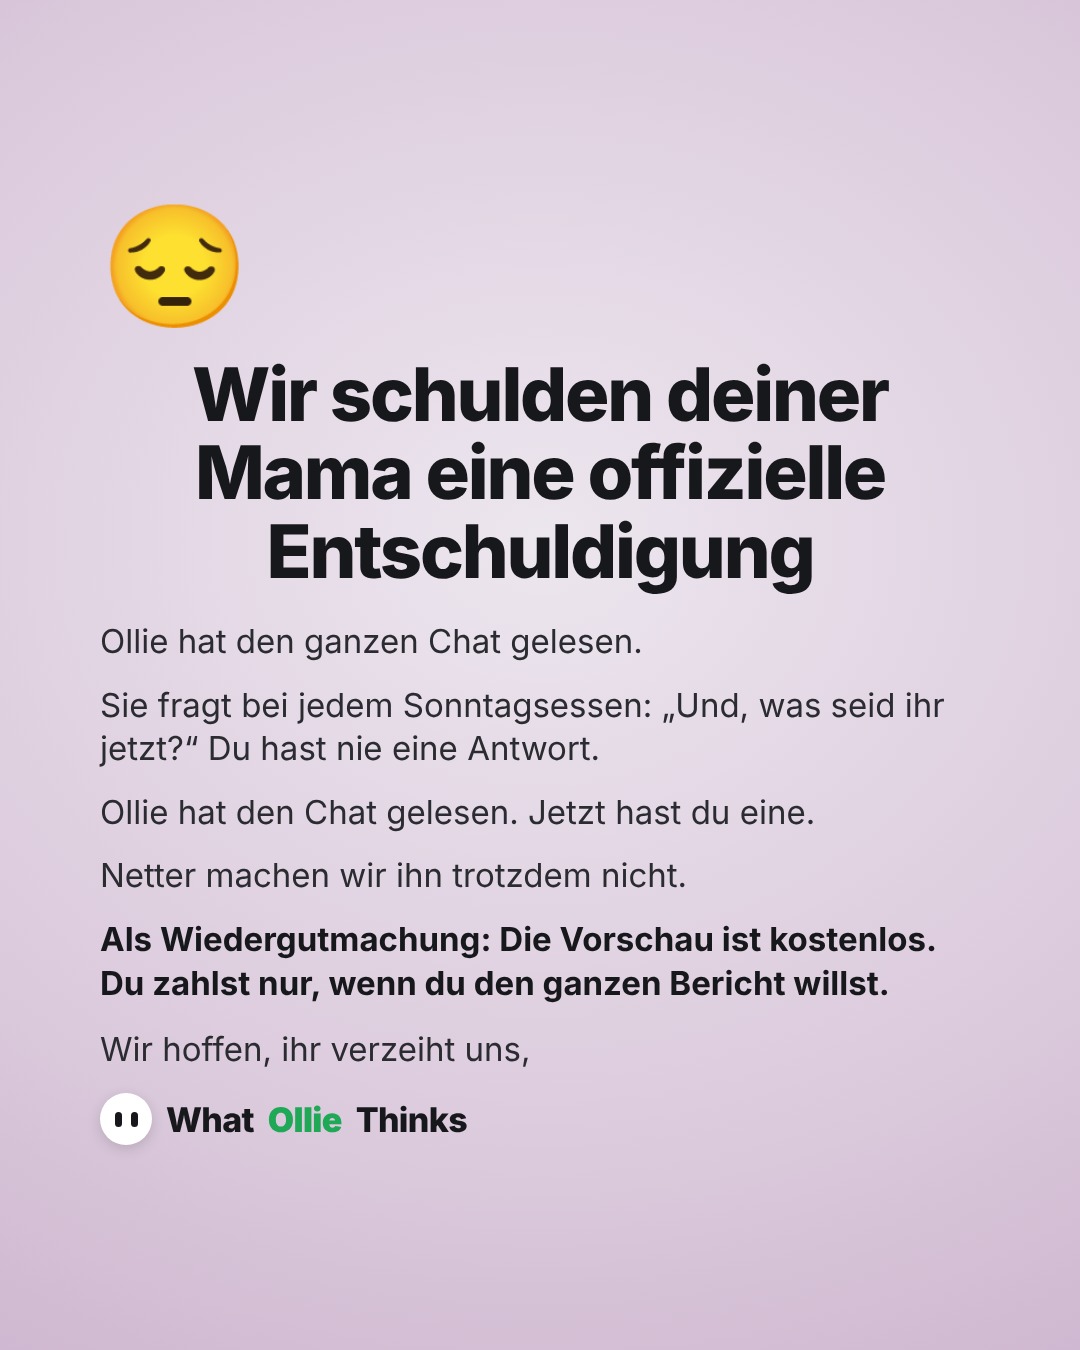 Wir schulden deiner
Mama eine offizielle
Entschuldigung
Ollie hat den ganzen Chat gelesen.
Sie fragt bei jedem Sonntagsessen: „Und, was seid ihr
jetzt?“ Du hast nie eine Antwort.
Ollie hat den Chat gelesen. Jetzt hast du eine.
Netter machen wir ihn trotzdem nicht.
Als Wiedergutmachung: Die Vorschau ist kostenlos.
Du zahlst nur, wenn du den ganzen Bericht willst.
Wir hoffen, ihr verzeiht uns,
What Ollie Thinks